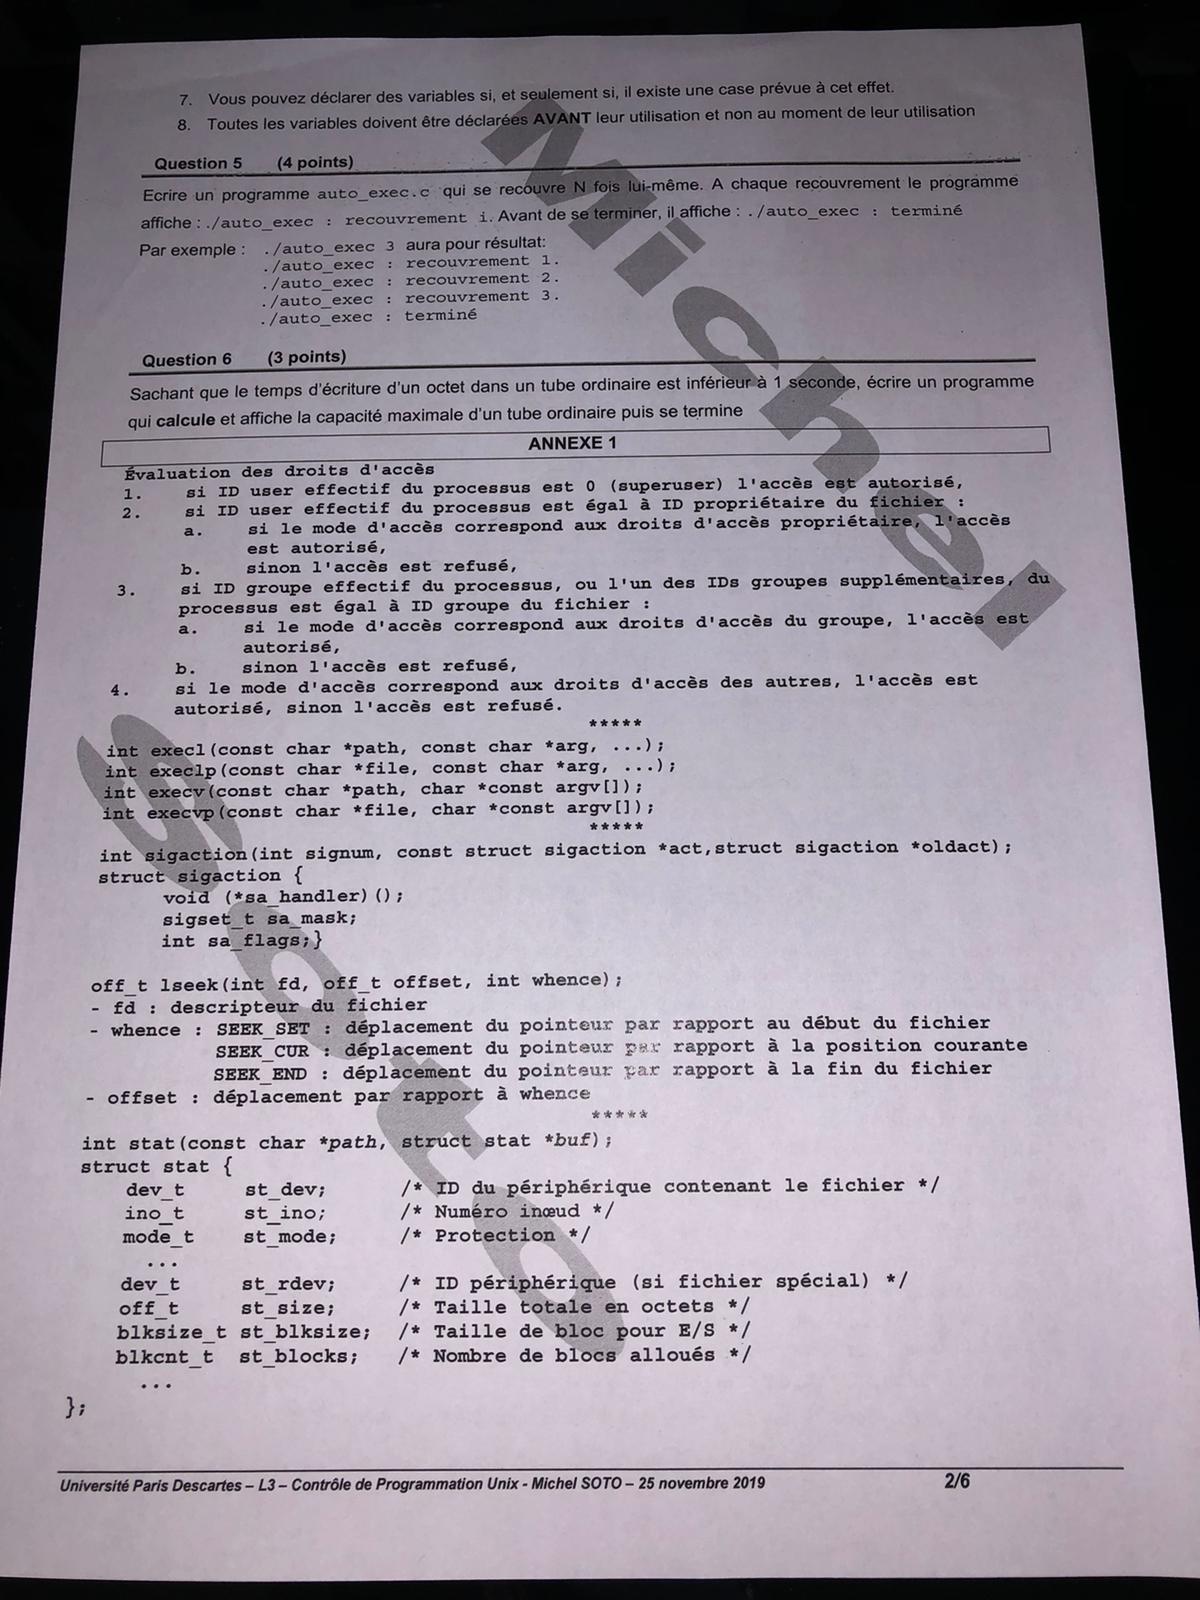 7. Vous pouvez déclarer des variables si, et seulement si, il existe une case prévue à cet effet.
8. Toutes les variables doivent être déclarées AVANT leur utilisation et non au moment de leur utilisation
Question 5 (4 points)
Ecrire un programme auto_exec.c qui se recouvre N fois lui-même. A chaque recouvrement le programme
affiche : ./auto_exec : recouvrement i. Avant de se terminer, il affiche : ./auto_exec : terminé
Par exemple : ./auto_exec 3 aura pour résultat:
./auto_exec : recouvrement 1.
./auto_exec : recouvrement 2.
./auto_exec : recouvrement 3.
./auto_exec : terminé
Question 6 (3 points)
Sachant que le temps d'écriture d'un octet dans un tube ordinaire est inférieur à 1 seconde, écrire un programme
qui calcule et affiche la capacité maximale d'un tube ordinaire puis se termine
ANNEXE 1
Évaluation des droits d'accès
1. si ID user effectif du processus est 0 (superuser) l'accès est autorisé,
2. si ID user effectif du processus est égal à ID propriétaire du fichier :
a. si le mode d'accès correspond aux droits d'accès propriétaire, l'accès
est autorisé,
b. sinon l'accès est refusé,
3. si ID groupe effectif du processus, ou l'un des IDs groupes supplémentaires, du
processus est égal à ID groupe du fichier :
a. si le mode d'accès correspond aux droits d'accès du groupe, l'accès est
autorisé,
b. sinon l'accès est refusé,
4. si le mode d'accès correspond aux droits d'accès des autres, l'accès est
autorisé, sinon l'accès est refusé.
*****
int execl(const char *path, const char *arg, ...);
int execlp(const char *file, const char *arg, ...);
int execv(const char *path, char *const argv[]);
int execvp(const char *file, char *const argv[]);
*****
int sigaction(int signum, const struct sigaction *act,struct sigaction *oldact);
struct sigaction {
void (*sa_handler)();
sigset_t sa_mask;
int sa_flags;}
off_t lseek(int fd, off_t offset, int whence);
- fd : descripteur du fichier
- whence : SEEK_SET : déplacement du pointeur par rapport au début du fichier
SEEK_CUR : déplacement du pointeur par rapport à la position courante
SEEK_END : déplacement du pointeur par rapport à la fin du fichier
- offset : déplacement par rapport à whence
*****
int stat(const char *path, struct stat *buf);
struct stat {
dev_t st_dev; /* ID du périphérique contenant le fichier */
ino_t st_ino; /* Numéro inœud */
mode_t st_mode; /* Protection */
...
dev_t st_rdev; /* ID périphérique (si fichier spécial) */
off_t st_size; /* Taille totale en octets */
blksize_t st_blksize; /* Taille de bloc pour E/S */
blkcnt_t st_blocks; /* Nombre de blocs alloués */
...
};
Université Paris Descartes – L3 – Contrôle de Programmation Unix - Michel SOTO – 25 novembre 2019 2/6
Michel
Soto